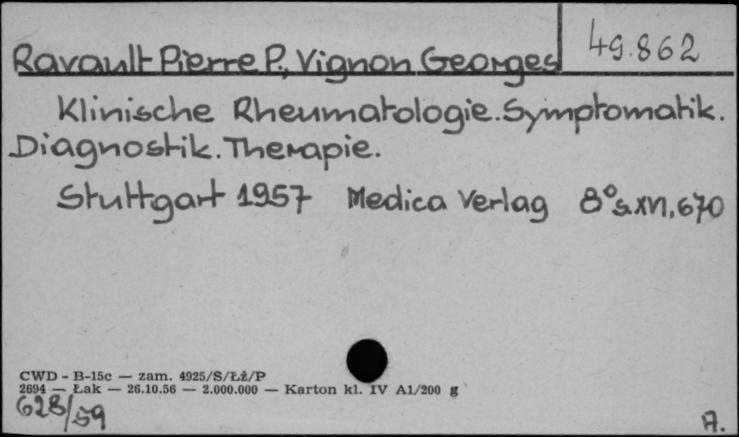 49.862
Ravault Pierre P., Vignon Georges
Klinische Rheumatologie. Symptomatik.
Diagnostik. Therapie.
Stuttgart 1957 Medica Verlag 8° s. XVI, 670
CWD - B-15c — zam. 4925/S/Łż/P
2694 — Łak — 26.10.56 — 2.000.000 — Karton kl. IV A1/200 g
628/59
A.